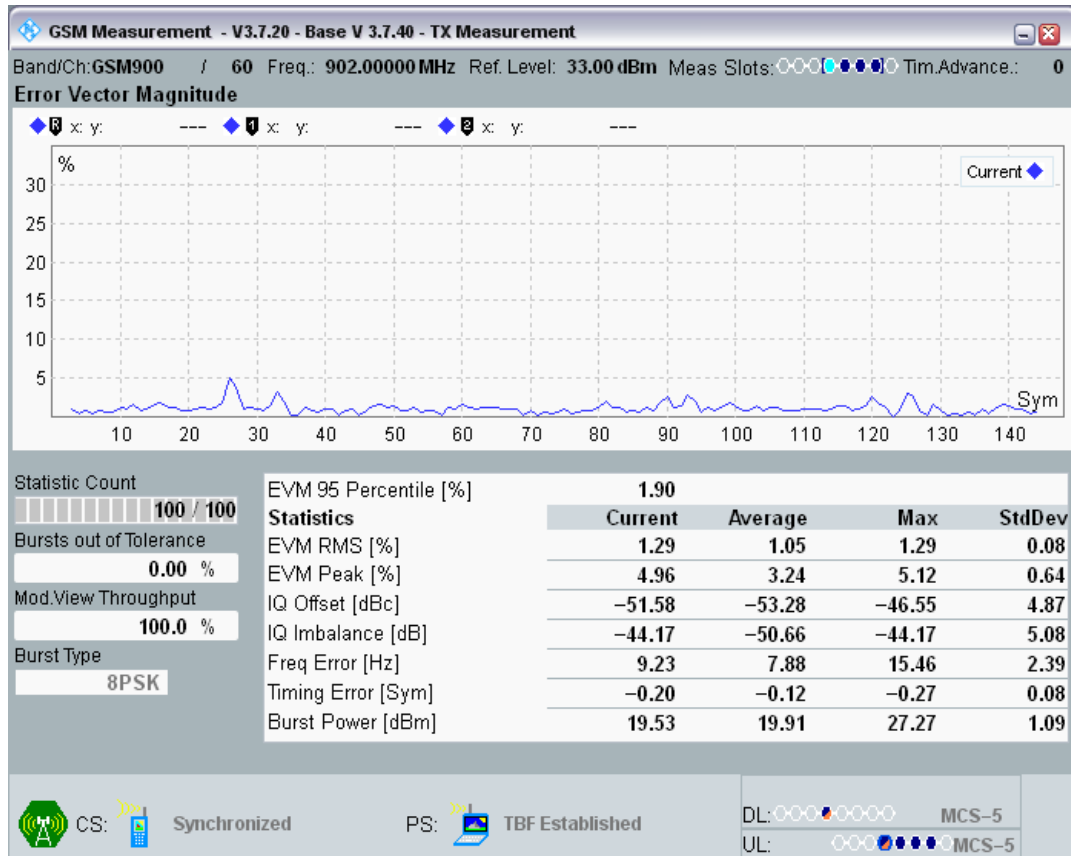 GSM Measurement - V3.7.20 - Base V 3.7.40 - TX Measurement
Band/Ch:GSM900 / 60 Freq.: 902.00000 MHz Ref. Level: 33.00 dBm Meas Slots: Tim.Advance.: 0
Error Vector Magnitude
R x: y: --- 1 x: y: --- 2 x: y: ---
%
Current
30
25
20
15
10
5
Sym
10 20 30 40 50 60 70 80 90 100 110 120 130 140
Statistic Count
100 / 100
Bursts out of Tolerance
0.00 %
Mod.View Throughput
100.0 %
Burst Type
8PSK
EVM 95 Percentile [%] 1.90
Statistics Current Average Max StdDev
EVM RMS [%] 1.29 1.05 1.29 0.08
EVM Peak [%] 4.96 3.24 5.12 0.64
IQ Offset [dBc] −51.58 −53.28 −46.55 4.87
IQ Imbalance [dB] −44.17 −50.66 −44.17 5.08
Freq Error [Hz] 9.23 7.88 15.46 2.39
Timing Error [Sym] −0.20 −0.12 −0.27 0.08
Burst Power [dBm] 19.53 19.91 27.27 1.09
CS: Synchronized PS: TBF Established
DL: MCS−5
UL: MCS−5